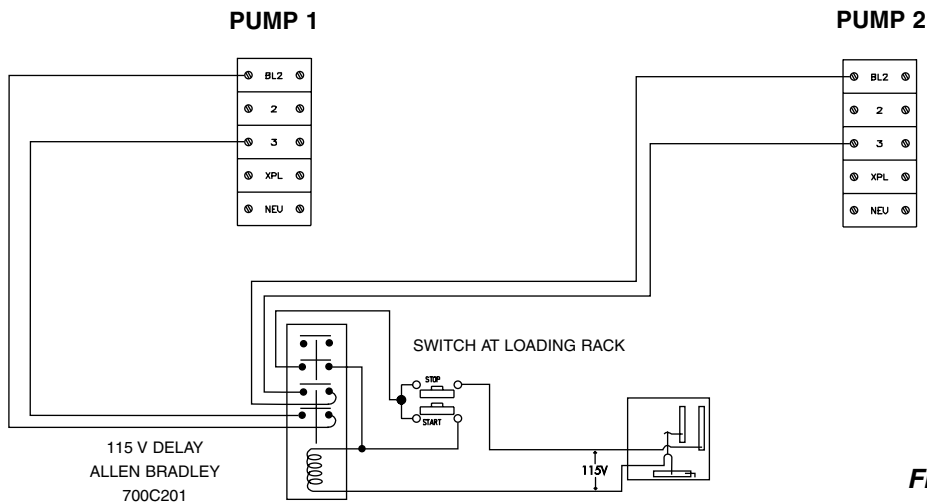 PUMP 1
PUMP 2
BL2
2
3
XPL
NEU
BL2
2
3
XPL
NEU
SWITCH AT LOADING RACK
STOP
START
115V
115 V DELAY
ALLEN BRADLEY
700C201